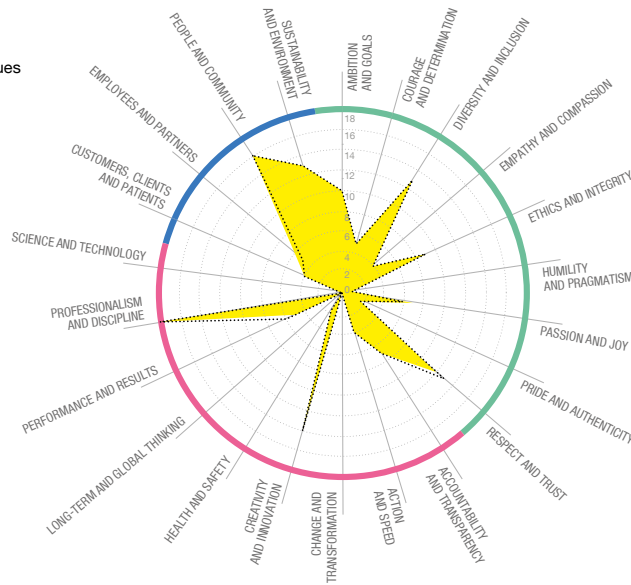 ues
AMBITION
AND GOALS
COURAGE
AND DETERMINATION
DIVERSITY AND INCLUSION
EMPATHY AND COMPASSION
ETHICS AND INTEGRITY
HUMILITY
AND PRAGMATISM
PASSION AND JOY
PRIDE AND AUTHENTICITY
RESPECT AND TRUST
ACCOUNTABILITY
AND TRANSPARENCY
ACTION
AND SPEED
CHANGE AND
TRANSFORMATION
CREATIVITY
AND INNOVATION
HEALTH AND SAFETY
LONG-TERM AND GLOBAL THINKING
PERFORMANCE AND RESULTS
PROFESSIONALISM
AND DISCIPLINE
SCIENCE AND TECHNOLOGY
CUSTOMERS, CLIENTS
AND PATIENTS
EMPLOYEES AND PARTNERS
PEOPLE AND COMMUNITY
SUSTAINABILITY
AND ENVIRONMENT
18
16
14
12
10
8
6
4
2
0